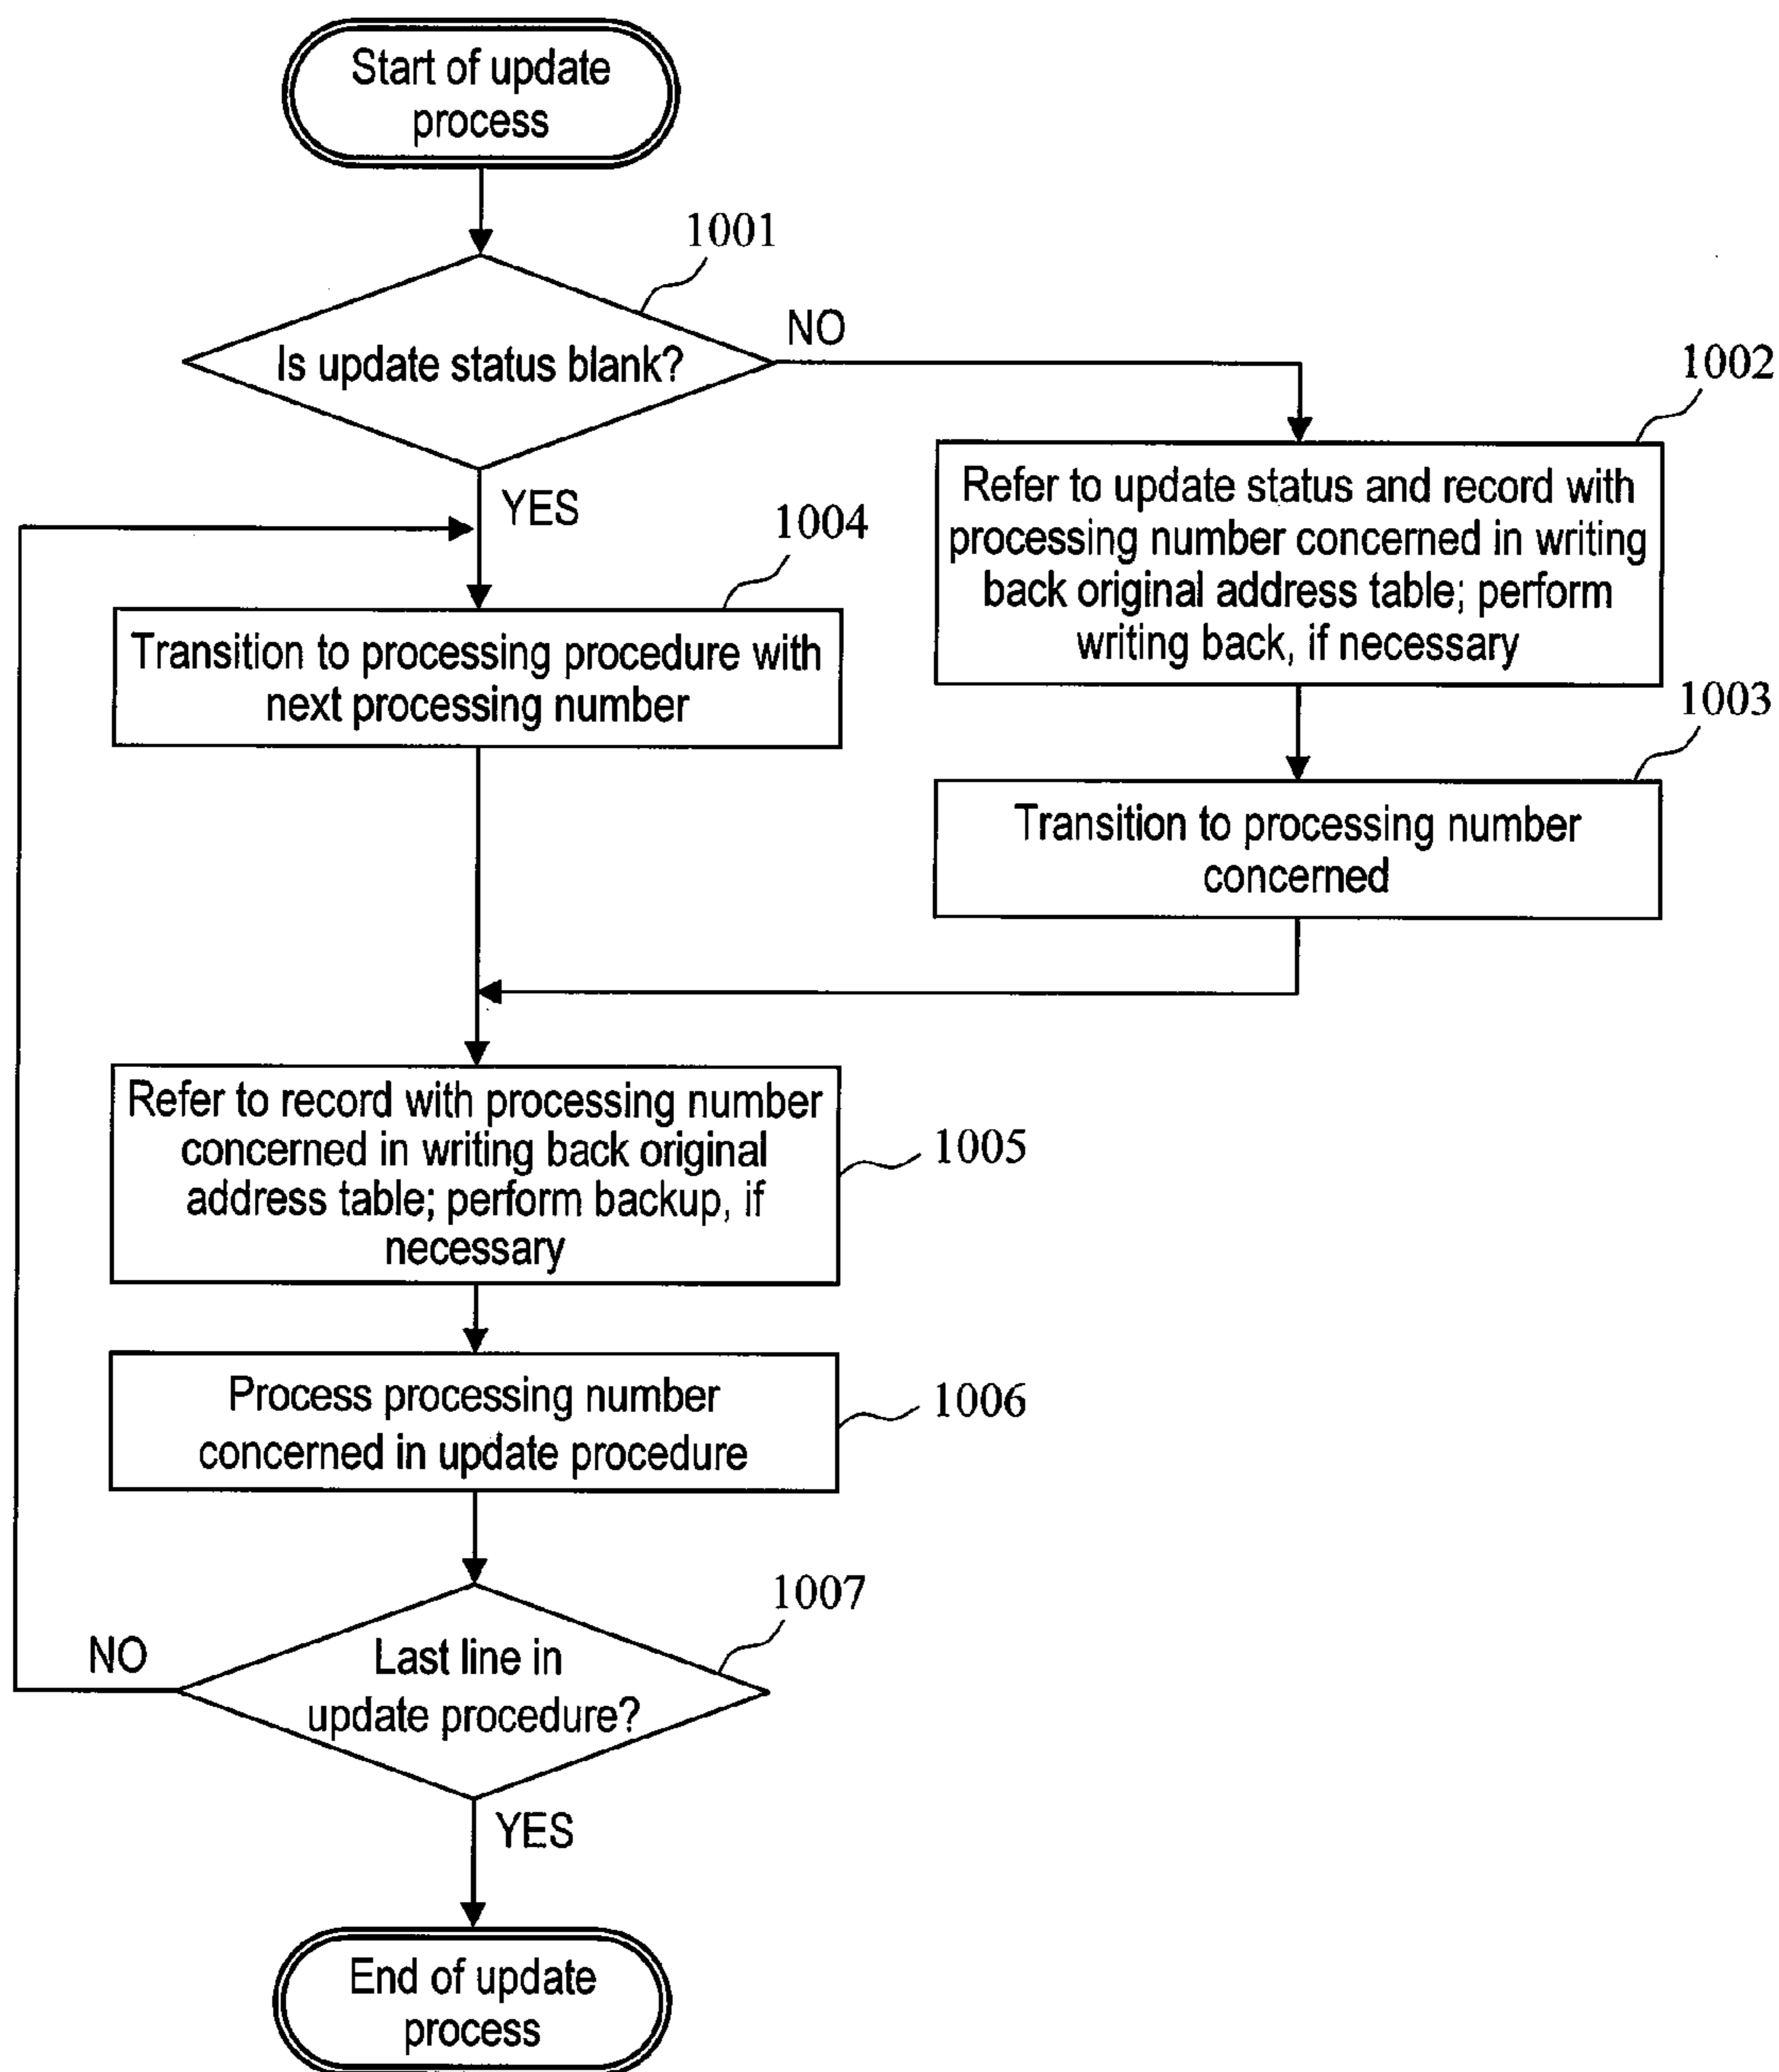 Start of update
process
1001
Is update status blank?
NO
YES
1002
Refer to update status and record with
processing number concerned in writing
back original address table; perform
writing back, if necessary
1003
Transition to processing number
concerned
1004
Transition to processing procedure with
next processing number
Refer to record with processing number
concerned in writing back original
address table; perform backup, if
necessary
1005
Process processing number
concerned in update procedure
1006
1007
Last line in
update procedure?
NO
YES
End of update
process